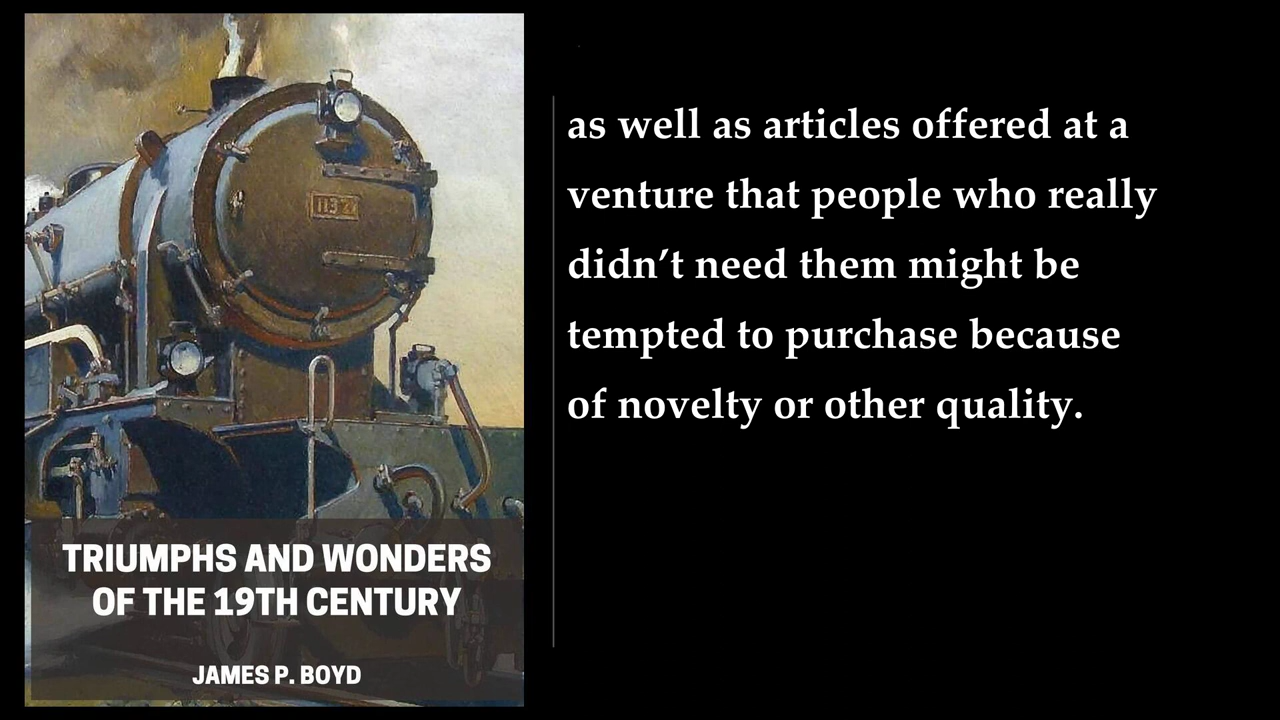 TRIUMPHS AND WONDERS
OF THE 19TH CENTURY
JAMES P. BOYD
as well as articles offered at a
venture that people who really
didn’t need them might be
tempted to purchase because
of novelty or other quality.